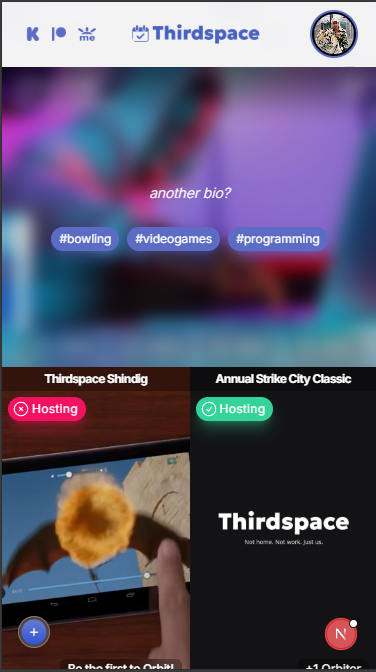 K me Thirdspace
another bio?
#bowling #videogames #programming
Thirdspace Shindig Annual Strike City Classic
Hosting Hosting
Thirdspace
Not home. Not work. Just us.
N
Be the first to Orbit! +1 Orbiter